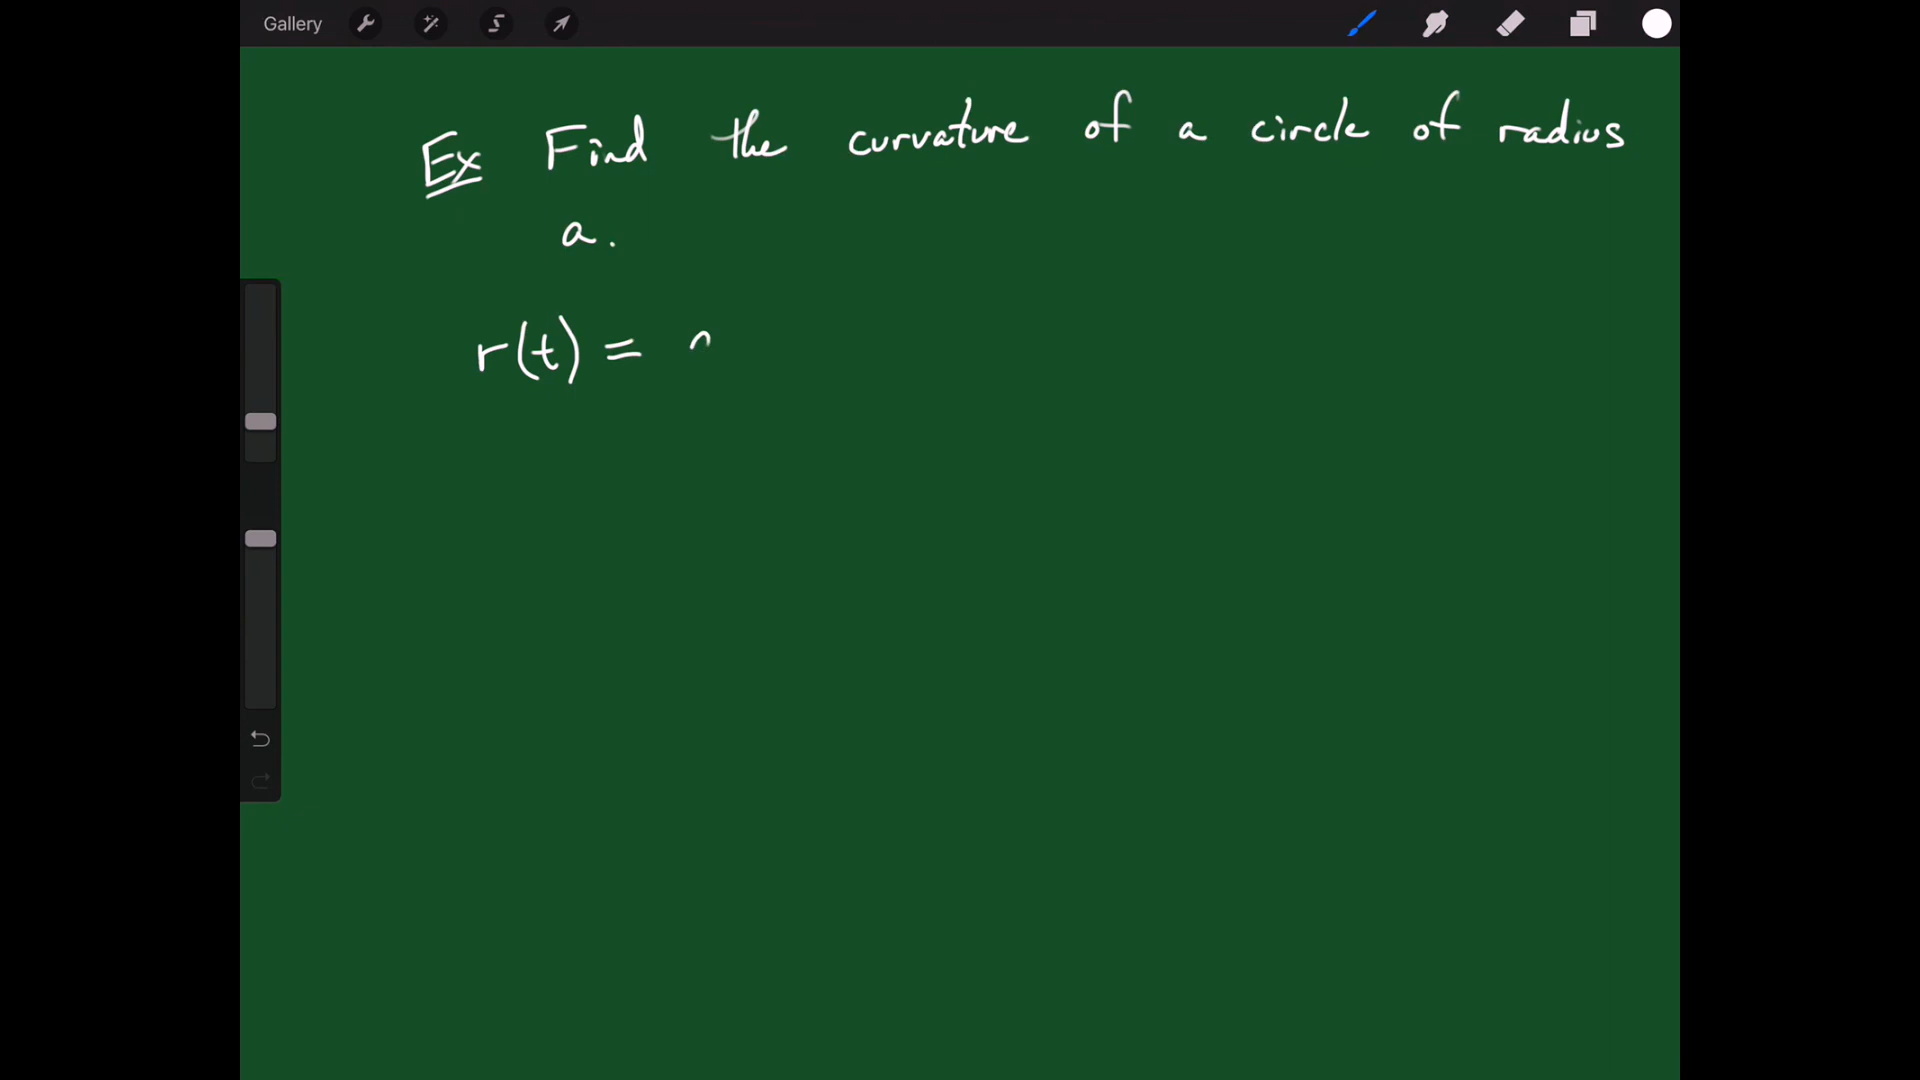 Gallery
Ex Find the curvature of a circle of radius
a.
r(t) =